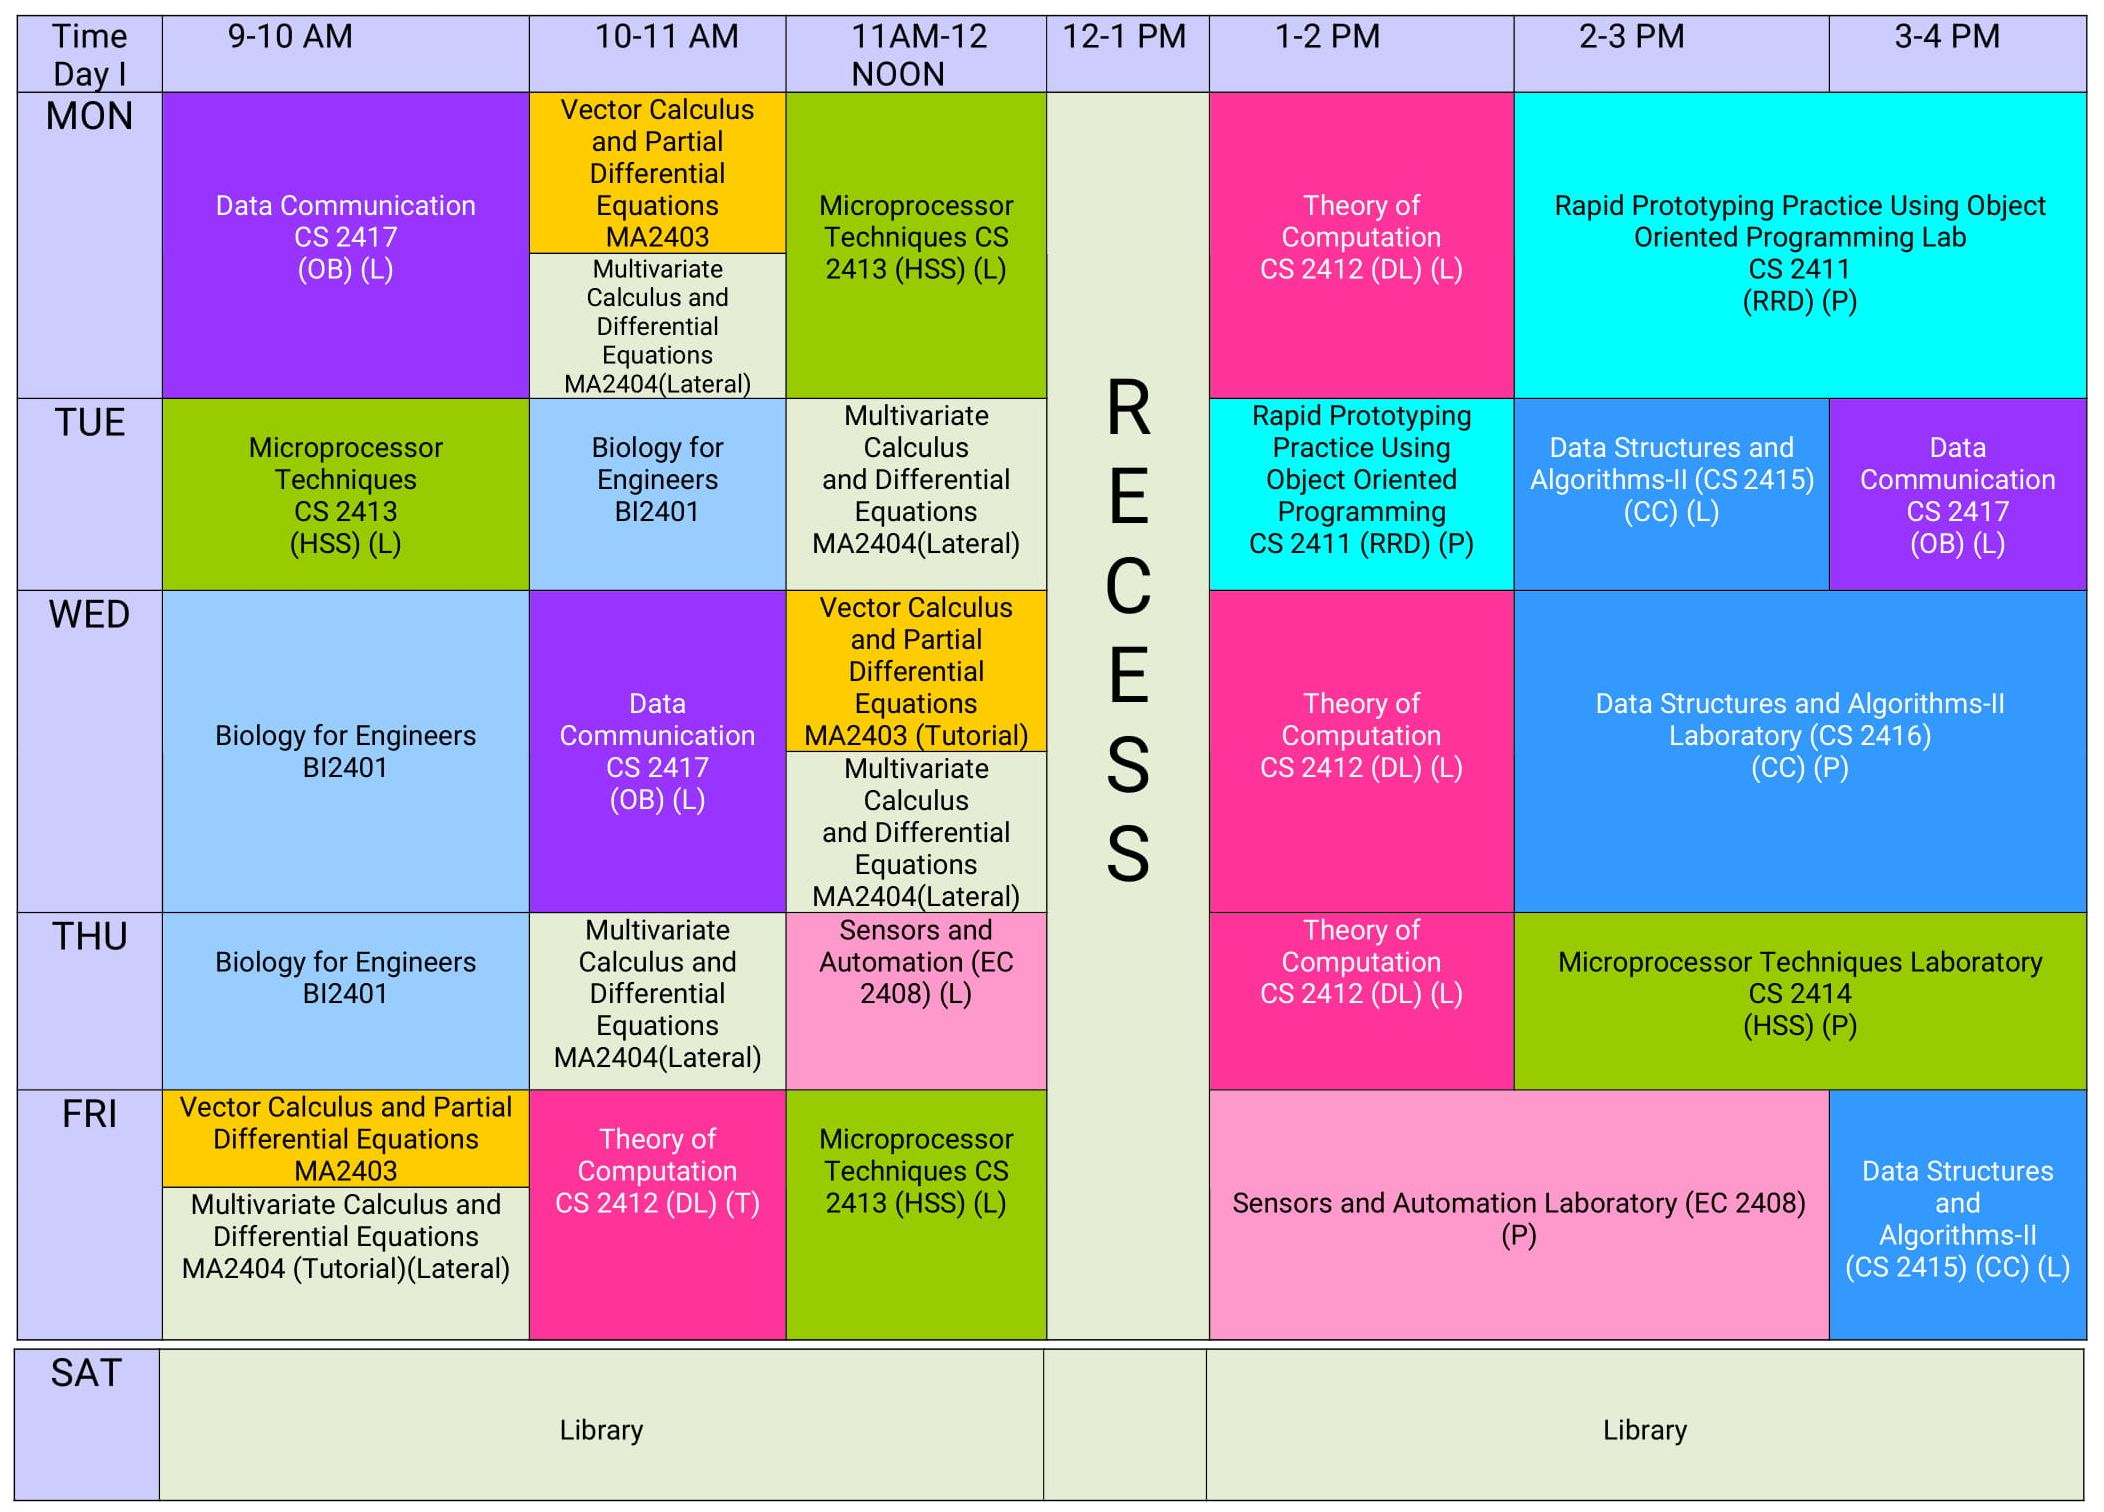 Time
Day I
9-10 AM
10-11 AM
11AM-12
NOON
12-1 PM
1-2 PM
2-3 PM
3-4 PM
MON
Data Communication
CS 2417
(OB) (L)
Vector Calculus
and Partial
Differential
Equations
MA2403
Multivariate
Calculus and
Differential
Equations
MA2404(Lateral)
Microprocessor
Techniques CS
2413 (HSS) (L)
R
E
C
E
S
S
Theory of
Computation
CS 2412 (DL) (L)
Rapid Prototyping Practice Using Object
Oriented Programming Lab
CS 2411
(RRD) (P)
TUE
Microprocessor
Techniques
CS 2413
(HSS) (L)
Biology for
Engineers
BI2401
Multivariate
Calculus
and Differential
Equations
MA2404(Lateral)
Rapid Prototyping
Practice Using
Object Oriented
Programming
CS 2411 (RRD) (P)
Data Structures and
Algorithms-II (CS 2415)
(CC) (L)
Data
Communication
CS 2417
(OB) (L)
WED
Biology for Engineers
BI2401
Data
Communication
CS 2417
(OB) (L)
Vector Calculus
and Partial
Differential
Equations
MA2403 (Tutorial)
Multivariate
Calculus
and Differential
Equations
MA2404(Lateral)
Theory of
Computation
CS 2412 (DL) (L)
Data Structures and Algorithms-II
Laboratory (CS 2416)
(CC) (P)
THU
Biology for Engineers
BI2401
Multivariate
Calculus and
Differential
Equations
MA2404(Lateral)
Sensors and
Automation (EC
2408) (L)
Theory of
Computation
CS 2412 (DL) (L)
Microprocessor Techniques Laboratory
CS 2414
(HSS) (P)
FRI
Vector Calculus and Partial
Differential Equations
MA2403
Multivariate Calculus and
Differential Equations
MA2404 (Tutorial)(Lateral)
Theory of
Computation
CS 2412 (DL) (T)
Microprocessor
Techniques CS
2413 (HSS) (L)
Sensors and Automation Laboratory (EC 2408)
(P)
Data Structures
and
Algorithms-II
(CS 2415) (CC) (L)
SAT
Library
Library